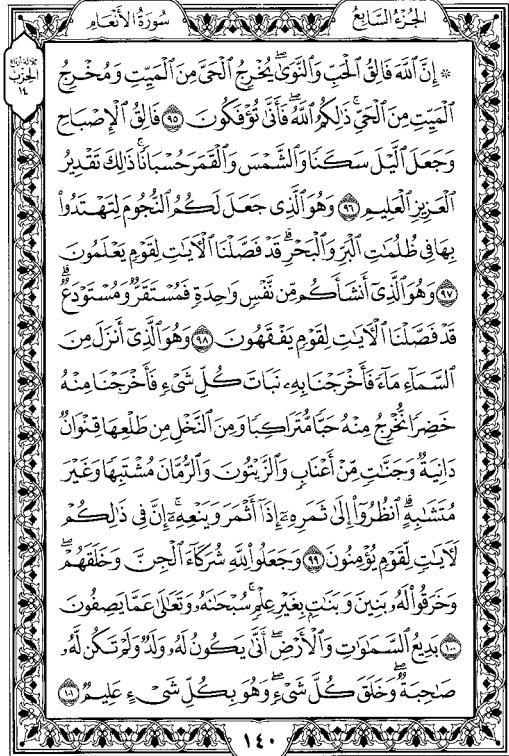 الجُزْءُ السَّابِعُ
سُورَةُ الأَنْعَام
الحِزْب
١٤
۞ إِنَّ ٱللَّهَ فَالِقُ ٱلْحَبِّ وَٱلنَّوَىٰۖ يُخْرِجُ ٱلْحَيَّ مِنَ ٱلْمَيِّتِ وَمُخْرِجُ
ٱلْمَيِّتِ مِنَ ٱلْحَيِّۚ ذَٰلِكُمُ ٱللَّهُۖ فَأَنَّىٰ تُؤْفَكُونَ ٩٥ فَالِقُ ٱلْإِصْبَاحِ
وَجَعَلَ ٱلَّيْلَ سَكَنًا وَٱلشَّمْسَ وَٱلْقَمَرَ حُسْبَانًاۚ ذَٰلِكَ تَقْدِيرُ
ٱلْعَزِيزِ ٱلْعَلِيمِ ٩٦ وَهُوَ ٱلَّذِي جَعَلَ لَكُمُ ٱلنُّجُومَ لِتَهْتَدُوا۟
بِهَا فِي ظُلُمَٰتِ ٱلْبَرِّ وَٱلْبَحْرِۗ قَدْ فَصَّلْنَا ٱلْءَايَٰتِ لِقَوْمٍ يَعْلَمُونَ
٩٧ وَهُوَ ٱلَّذِيٓ أَنشَأَكُم مِّن نَّفْسٍ وَٰحِدَةٍ فَمُسْتَقَرٌّ وَمُسْتَوْدَعٌۗ
قَدْ فَصَّلْنَا ٱلْءَايَٰتِ لِقَوْمٍ يَفْقَهُونَ ٩٨ وَهُوَ ٱلَّذِيٓ أَنزَلَ مِنَ
ٱلسَّمَآءِ مَآءً فَأَخْرَجْنَا بِهِۦ نَبَاتَ كُلِّ شَيْءٍ فَأَخْرَجْنَا مِنْهُ
خَضِرًا نُّخْرِجُ مِنْهُ حَبًّا مُّتَرَاكِبًا وَمِنَ ٱلنَّخْلِ مِن طَلْعِهَا قِنْوَانٌ
دَانِيَةٌ وَجَنَّٰتٍ مِّنْ أَعْنَابٍ وَٱلزَّيْتُونَ وَٱلرُّمَّانَ مُشْتَبِهًا وَغَيْرَ
مُتَشَٰبِهٍۗ ٱنظُرُوٓا۟ إِلَىٰ ثَمَرِهِۦٓ إِذَآ أَثْمَرَ وَيَنْعِهِۦٓۚ إِنَّ فِي ذَٰلِكُمْ
لَءَايَٰتٍ لِّقَوْمٍ يُؤْمِنُونَ ٩٩ وَجَعَلُوا۟ لِلَّهِ شُرَكَآءَ ٱلْجِنَّ وَخَلَقَهُمْۖ
وَخَرَقُوا۟ لَهُۥ بَنِينَ وَبَنَٰتٍۭ بِغَيْرِ عِلْمٍۚ سُبْحَٰنَهُۥ وَتَعَٰلَىٰ عَمَّا يَصِفُونَ
١٠٠ بَدِيعُ ٱلسَّمَٰوَٰتِ وَٱلْأَرْضِۖ أَنَّىٰ يَكُونُ لَهُۥ وَلَدٌ وَلَمْ تَكُن لَّهُۥ
صَٰحِبَةٌۖ وَخَلَقَ كُلَّ شَيْءٍۖ وَهُوَ بِكُلِّ شَيْءٍ عَلِيمٌ ١٠١
١٤٠